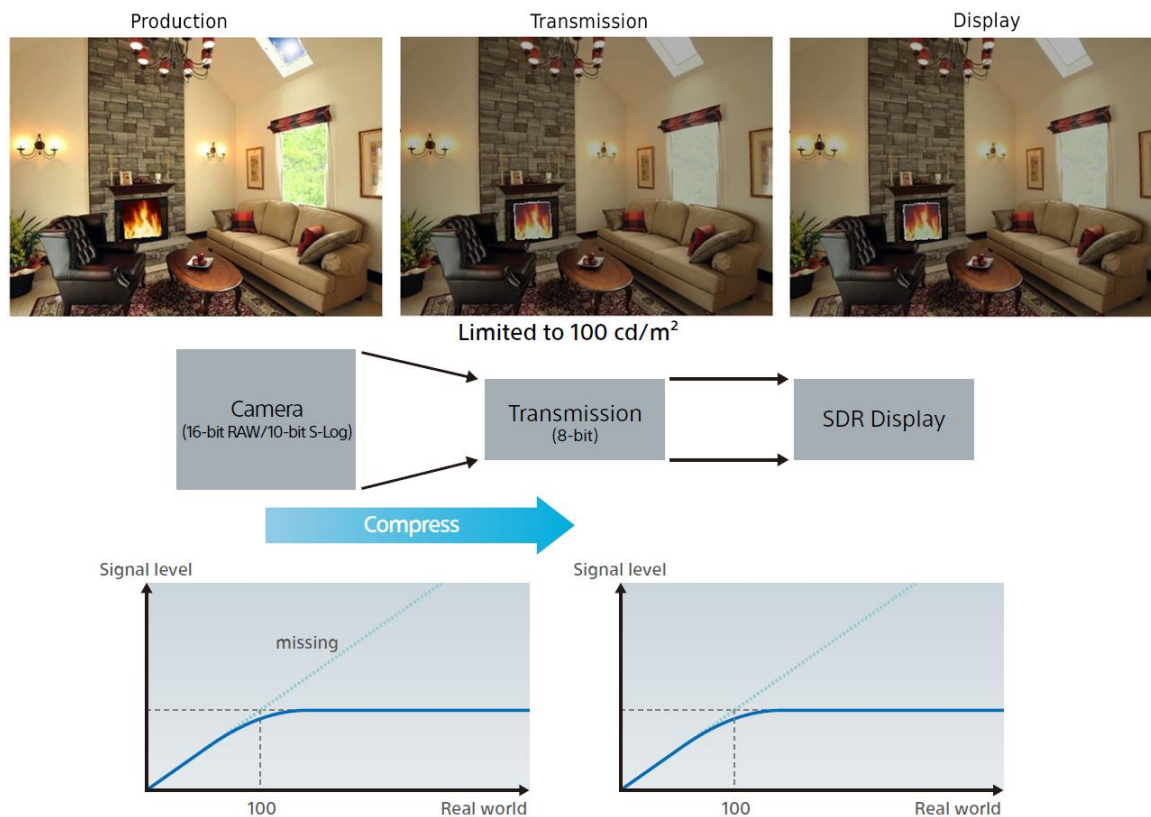 Production
Transmission
Display
Limited to 100 cd/m²
Camera
(16-bit RAW/10-bit S-Log)
Transmission
(8-bit)
SDR Display
Compress
Signal level
missing
100
Real world
Signal level
100
Real world